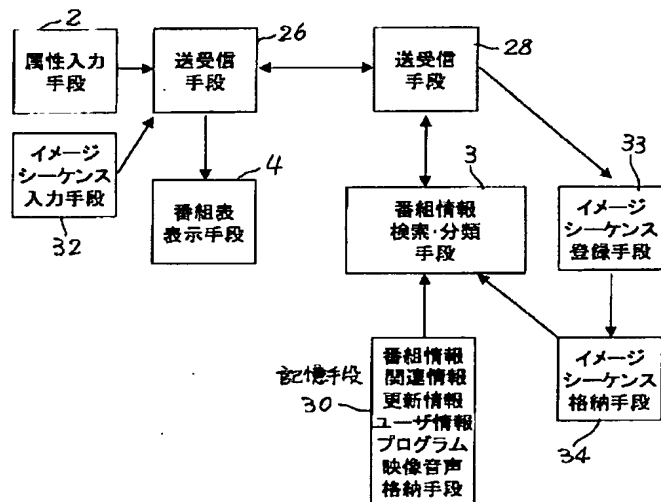 2
属性入力
手段
26
送受信
手段
28
送受信
手段
イメージ
シーケンス
入力手段
32
4
番組表
表示手段
3
番組情報
検索・分類
手段
33
イメージ
シーケンス
登録手段
記憶手段
30
番組情報
関連情報
更新情報
ユーザ情報
プログラム
映像音声
格納手段
イメージ
シーケンス
格納手段
34